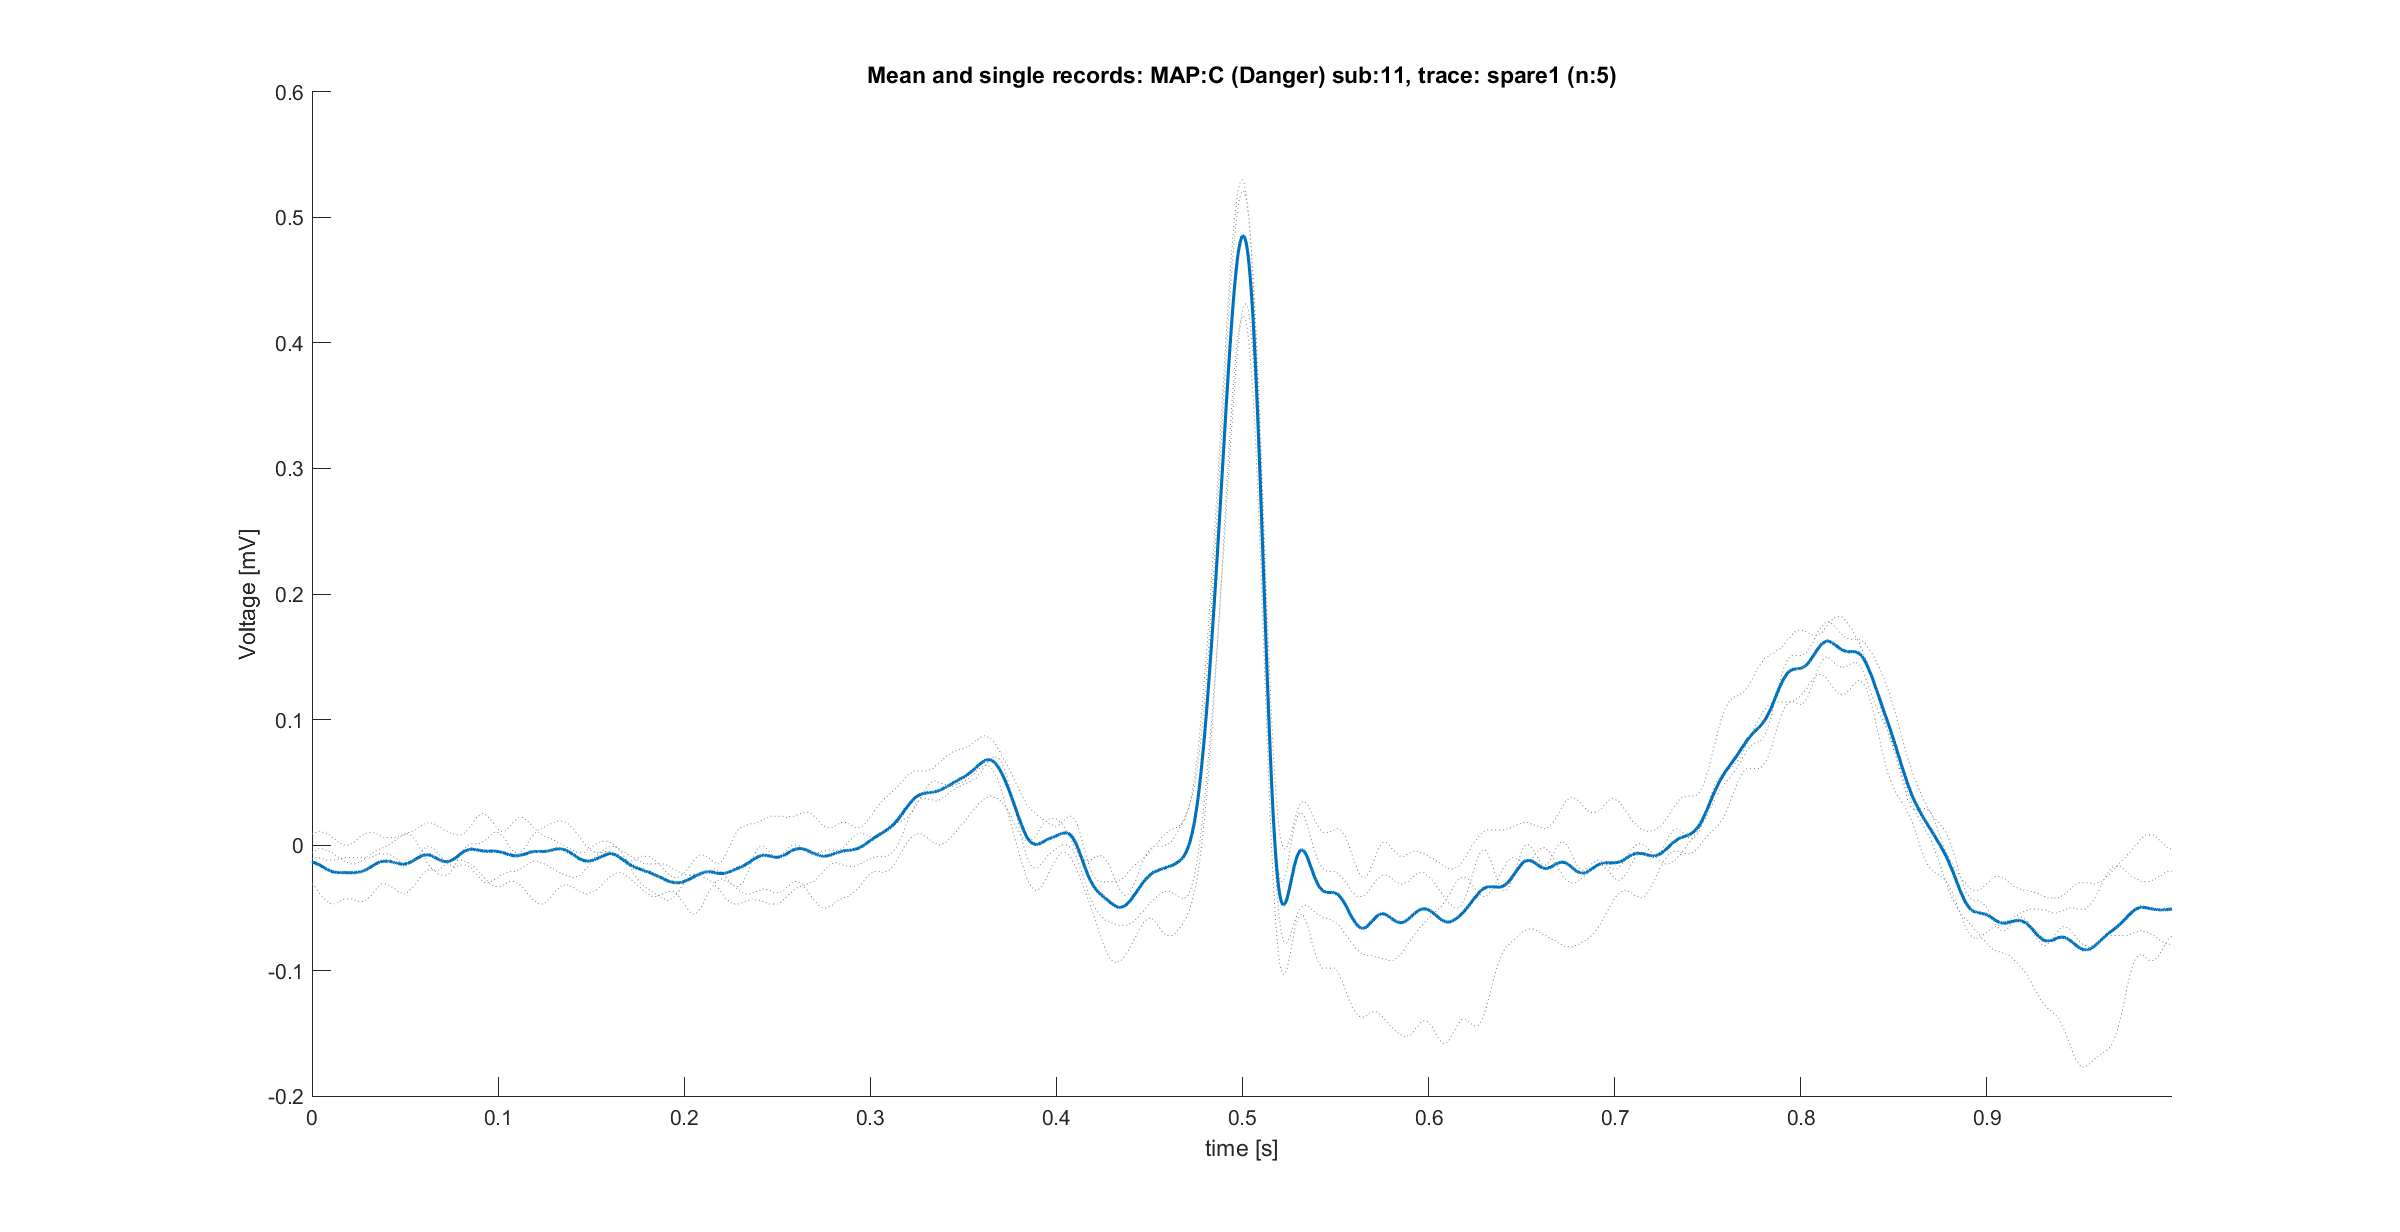 Mean and single records: MAP:C (Danger) sub:11, trace: spare1 (n:5)
0.6
0.5
0.4
0.3
0.2
0.1
0
-0.1
-0.2
Voltage [mV]
0 0.1 0.2 0.3 0.4 0.5 0.6 0.7 0.8 0.9
time [s]